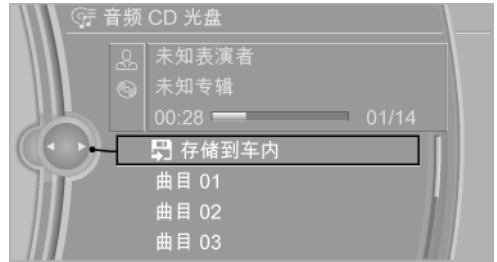 音频 CD 光盘
未知表演者
未知专辑
00:28 01/14
存储到车内
曲目 01
曲目 02
曲目 03